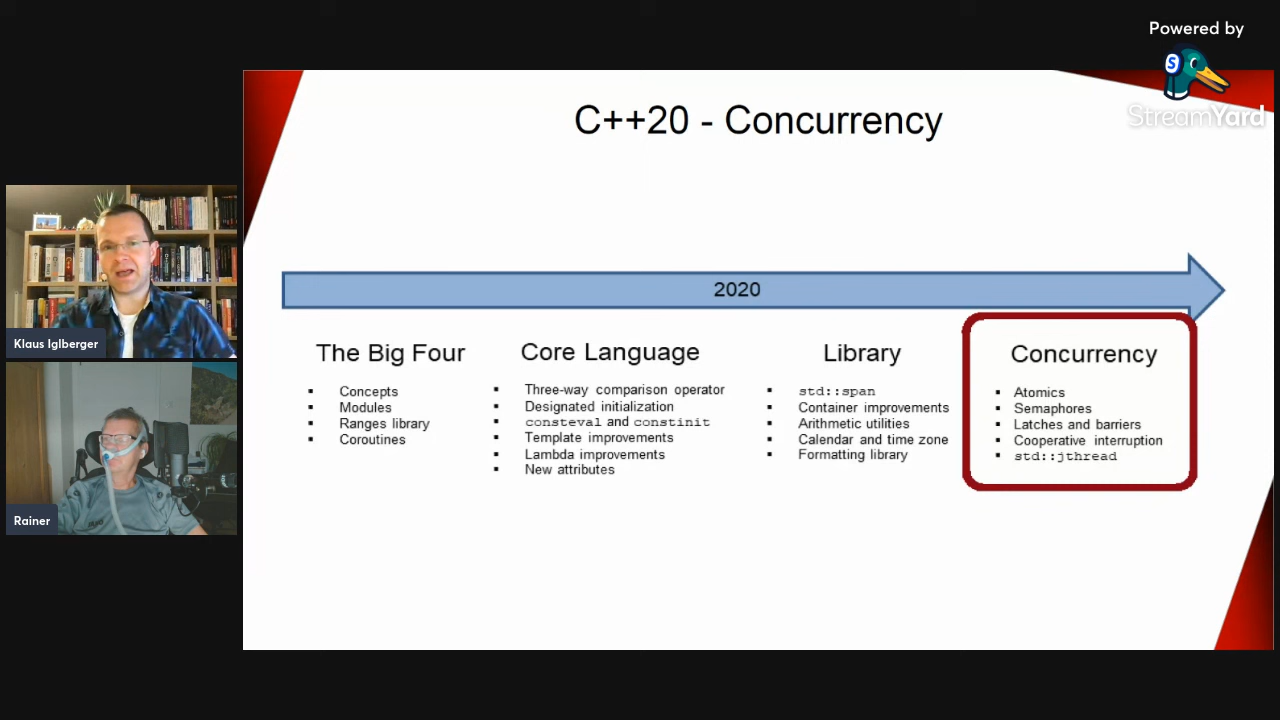 Powered by
StreamYard
C++20 - Concurrency
2020
The Big Four
Concepts
Modules
Ranges library
Coroutines
Core Language
Three-way comparison operator
Designated initialization
consteval and constinit
Template improvements
Lambda improvements
New attributes
Library
std::span
Container improvements
Arithmetic utilities
Calendar and time zone
Formatting library
Concurrency
Atomics
Semaphores
Latches and barriers
Cooperative interruption
std::jthread
Klaus Iglberger
Rainer